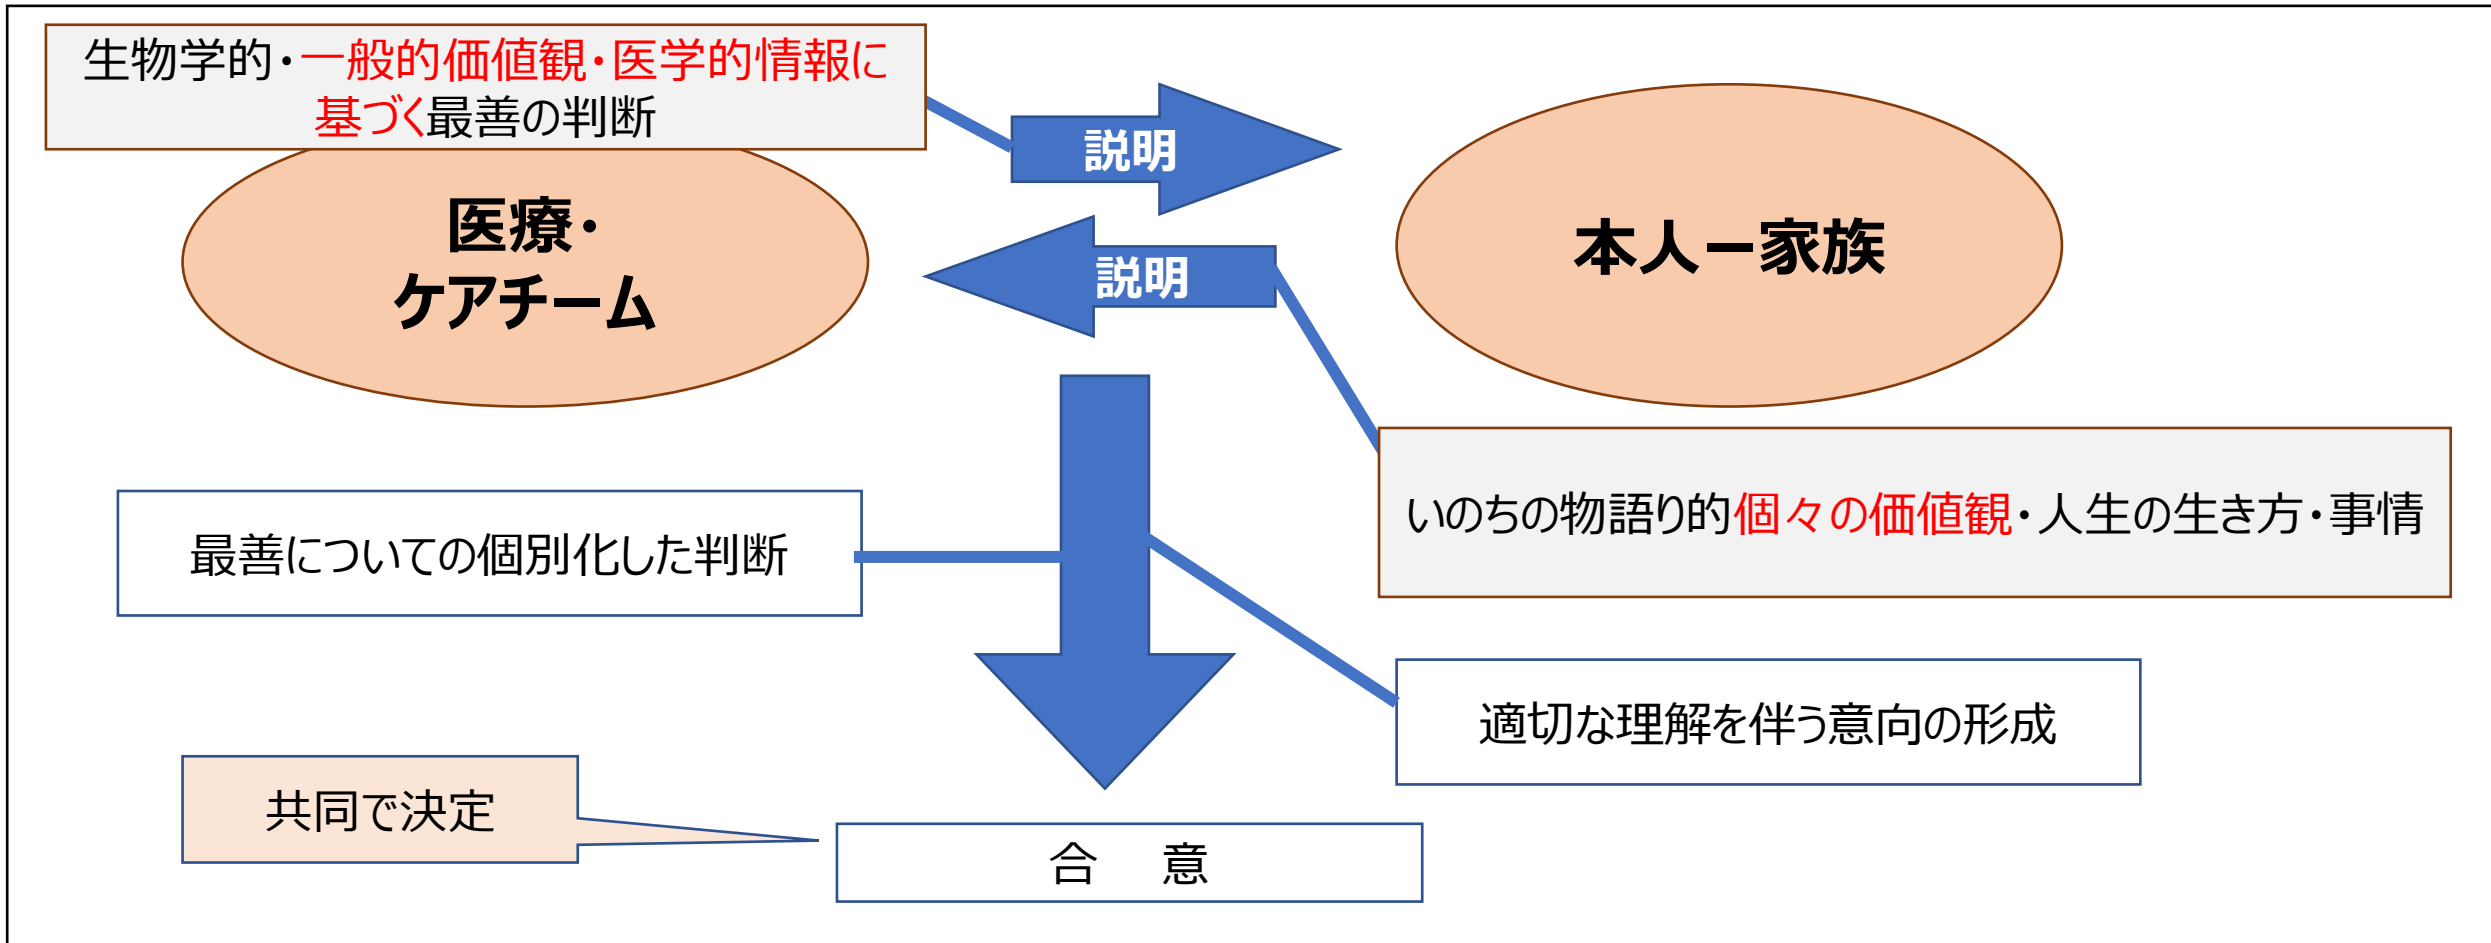 生物学的・一般的価値観・医学的情報に
基づく最善の判断
説明
医療・
ケアチーム
本人ー家族
説明
いのちの物語り的個々の価値観・人生の生き方・事情
最善についての個別化した判断
適切な理解を伴う意向の形成
共同で決定
合　意